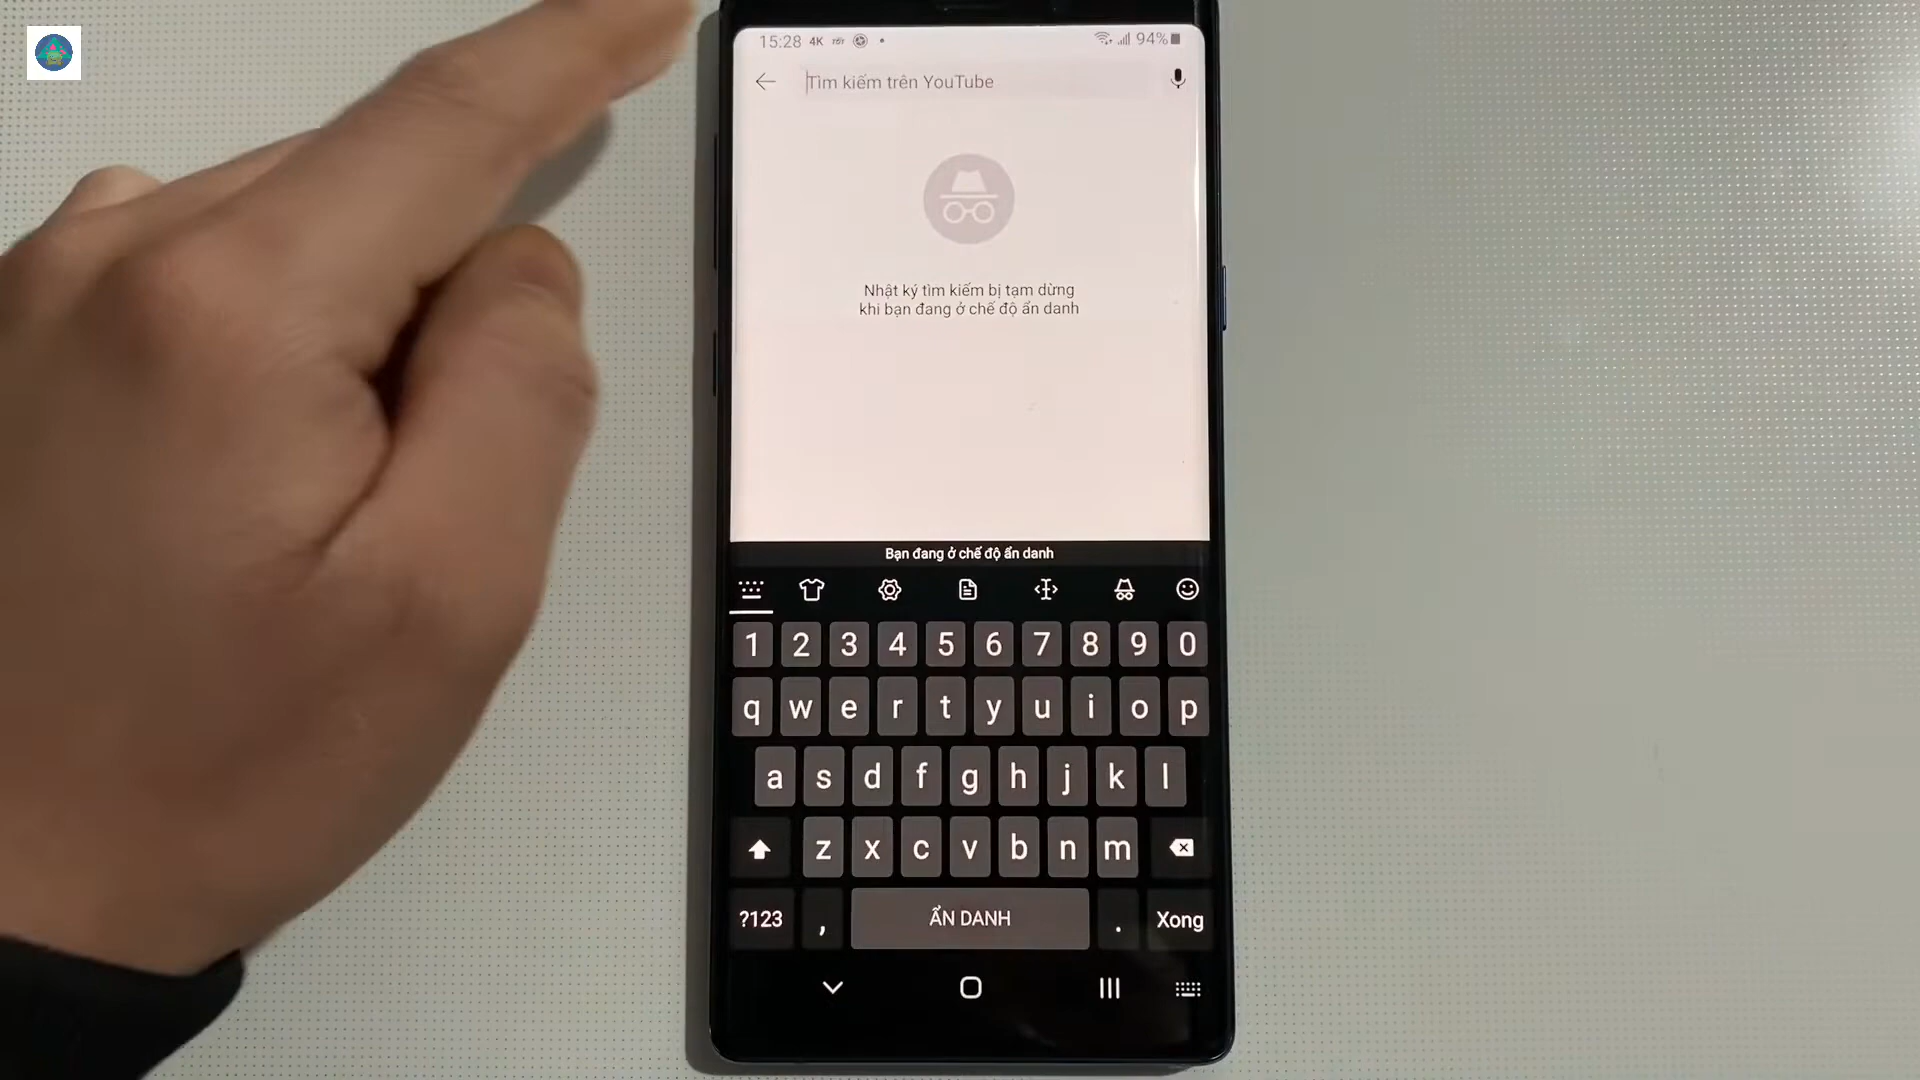 15:28 4K 94%
Tìm kiếm trên YouTube
Nhật ký tìm kiếm bị tạm dừng
khi bạn đang ở chế độ ẩn danh
Bạn đang ở chế độ ẩn danh
1 2 3 4 5 6 7 8 9 0
q w e r t y u i o p
a s d f g h j k l
z x c v b n m
?123 , ẨN DANH . Xong